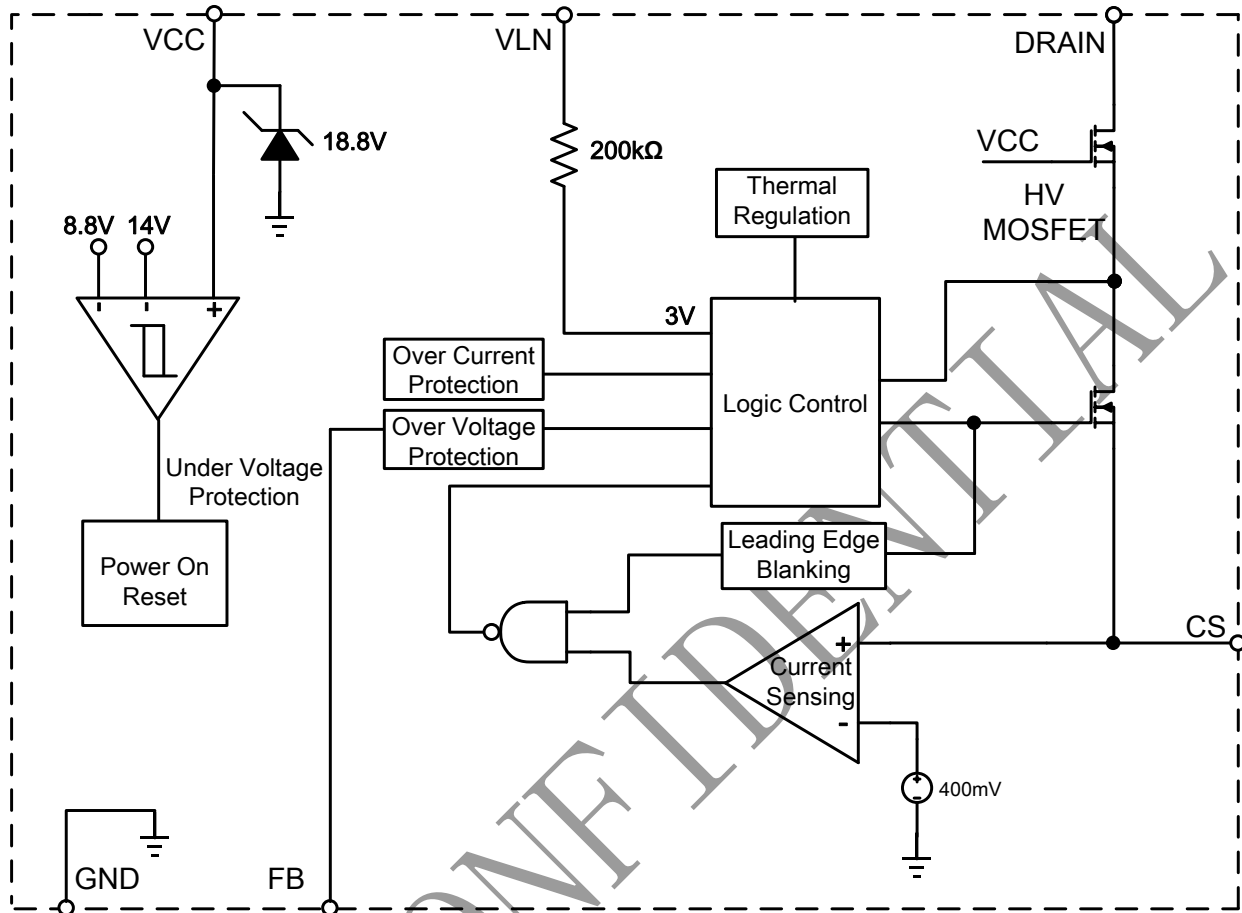 VCC
VLN
DRAIN
18.8V
200kΩ
VCC
HV
MOSFET
Thermal
Regulation
8.8V 14V
- - +
3V
Over Current
Protection
Logic Control
Over Voltage
Protection
Under Voltage
Protection
Power On
Reset
Leading Edge
Blanking
CS
+
Current
Sensing
-
+
-
400mV
GND
FB
ONFIDENTIAL